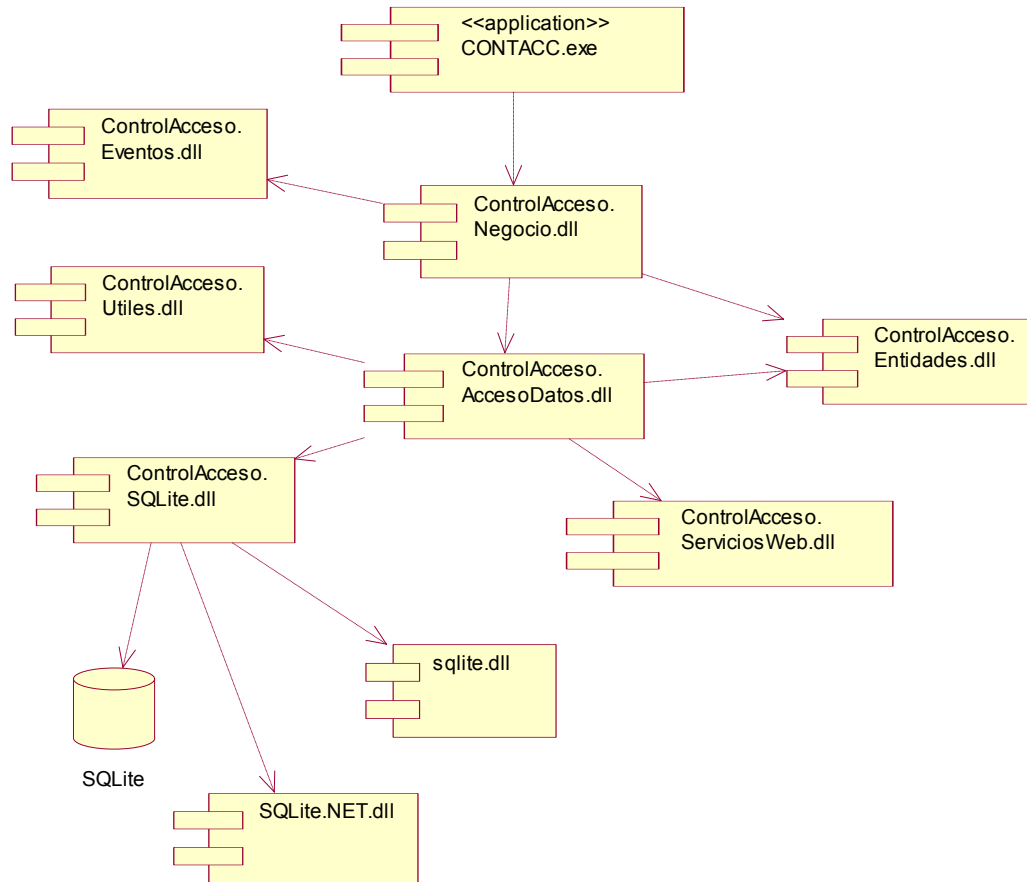 <<application>>
CONTACC.exe
ControlAcceso.
Eventos.dll
ControlAcceso.
Negocio.dll
ControlAcceso.
Utiles.dll
ControlAcceso.
Entidades.dll
ControlAcceso.
AccesoDatos.dll
ControlAcceso.
SQLite.dll
ControlAcceso.
ServiciosWeb.dll
sqlite.dll
SQLite
SQLite.NET.dll